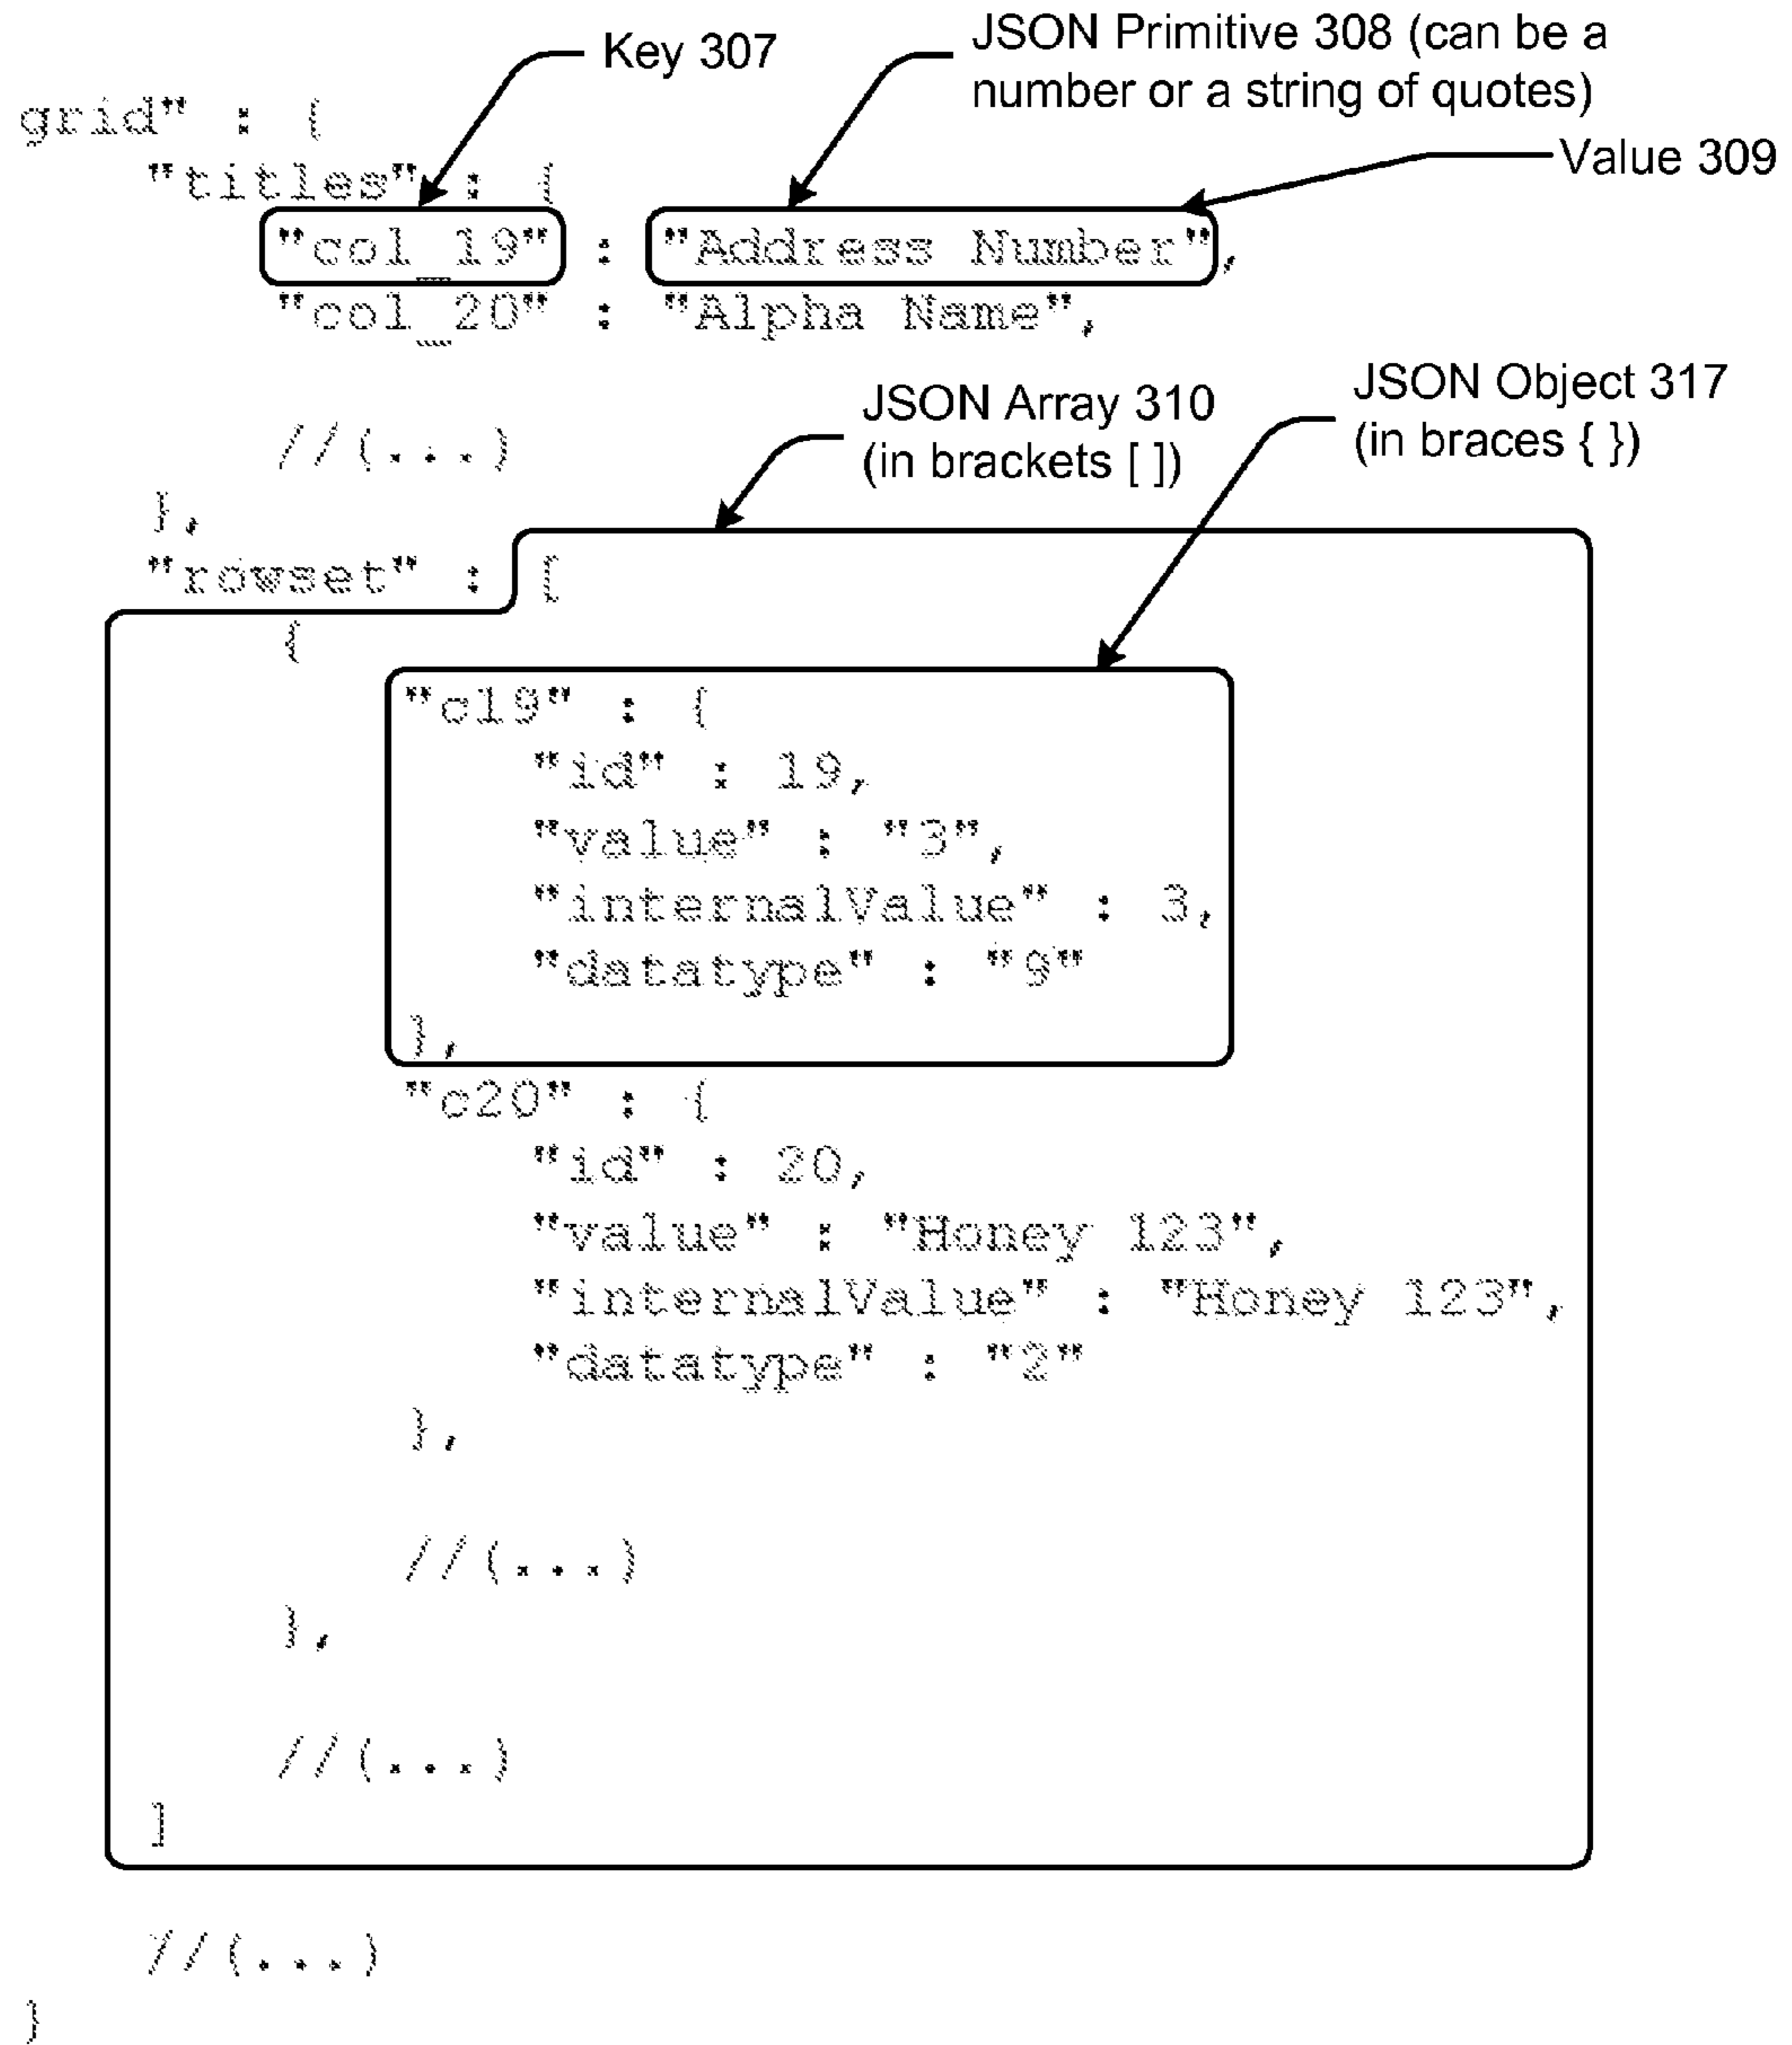 Key 307
JSON Primitive 308 (can be a
number or a string of quotes)
grid" : {
Value 309
"titles" : {
"col_19" : "Address Number",
"col_20" : "Alpha Name",
JSON Array 310
(in brackets [ ])
JSON Object 317
(in braces { })
//(...)
},
"rowset" : [
{
"c19" : {
"id" : 19,
"value" : "3",
"internalValue" : 3,
"datatype" : "9"
},
"c20" : {
"id" : 20,
"value" : "Honey 123",
"internalValue" : "Honey 123",
"datatype" : "2"
},
//(...)
},
//(...)
]
//(...)
}